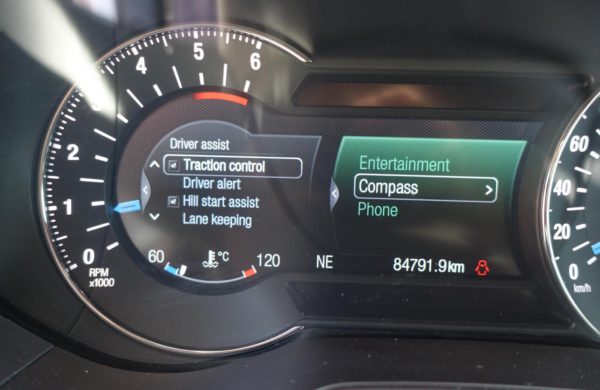 4
5
6
3
2
1
0
RPM
x1000
Driver assist
Traction control
Driver alert
Hill start assist
Lane keeping
60
°C
120
Entertainment
Compass
Phone
NE
84791.9km
60
40
20
0
km/h